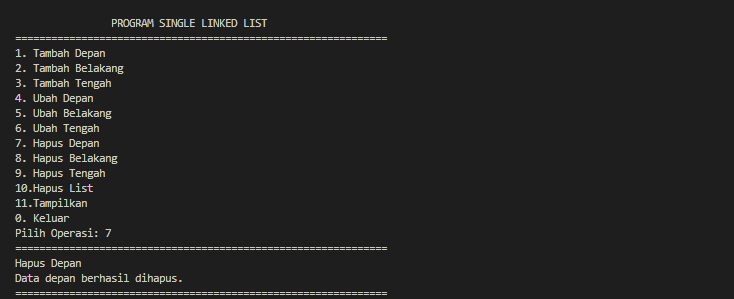 PROGRAM SINGLE LINKED LIST
==============================================================
1. Tambah Depan
2. Tambah Belakang
3. Tambah Tengah
4. Ubah Depan
5. Ubah Belakang
6. Ubah Tengah
7. Hapus Depan
8. Hapus Belakang
9. Hapus Tengah
10.Hapus List
11.Tampilkan
0. Keluar
Pilih Operasi: 7
==============================================================
Hapus Depan
Data depan berhasil dihapus.
==============================================================